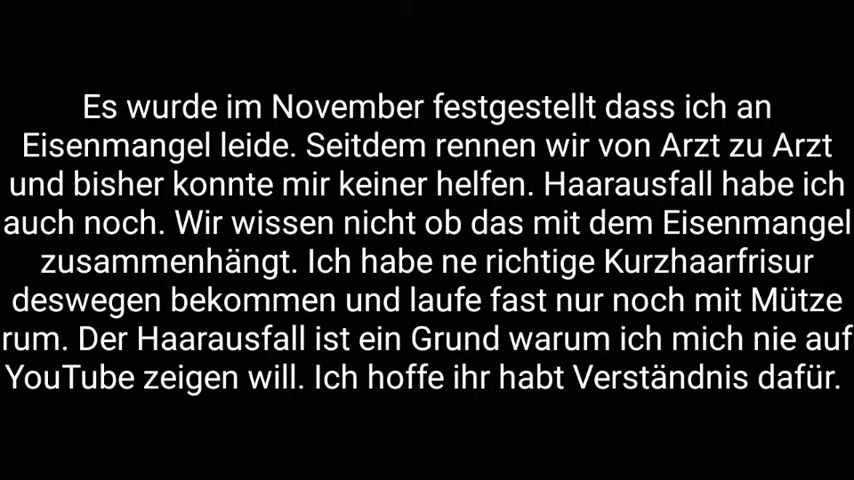 Es wurde im November festgestellt dass ich an
Eisenmangel leide. Seitdem rennen wir von Arzt zu Arzt
und bisher konnte mir keiner helfen. Haarausfall habe ich
auch noch. Wir wissen nicht ob das mit dem Eisenmangel
zusammenhängt. Ich habe ne richtige Kurzhaarfrisur
deswegen bekommen und laufe fast nur noch mit Mütze
rum. Der Haarausfall ist ein Grund warum ich mich nie auf
YouTube zeigen will. Ich hoffe ihr habt Verständnis dafür.